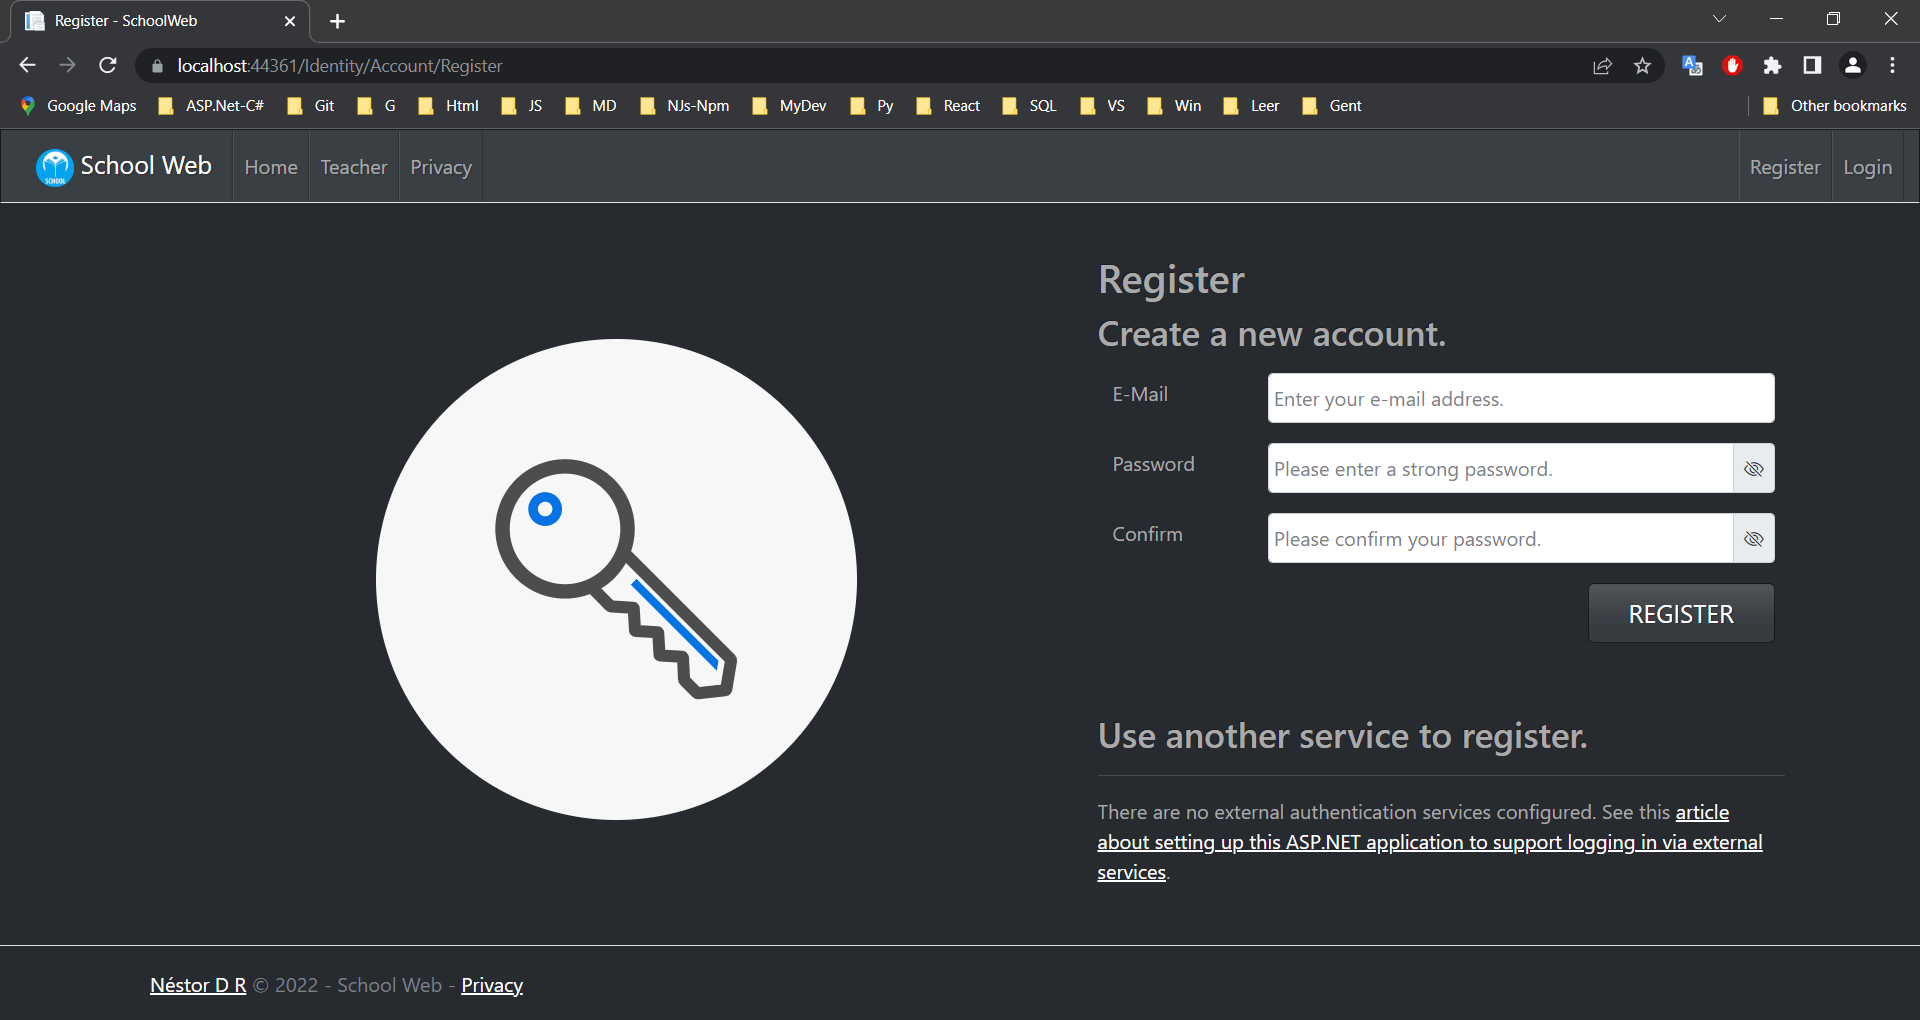 Register - SchoolWeb
localhost:44361/Identity/Account/Register
Google Maps ASP.Net-C# Git G Html JS MD NJs-Npm MyDev Py React SQL VS Win Leer Gent Other bookmarks
SCHOOL School Web Home Teacher Privacy Register Login
Register
Create a new account.
E-Mail Enter your e-mail address.
Password Please enter a strong password.
Confirm Please confirm your password.
REGISTER
Use another service to register.
There are no external authentication services configured. See this article
about setting up this ASP.NET application to support logging in via external
services.
Néstor D R © 2022 - School Web - Privacy